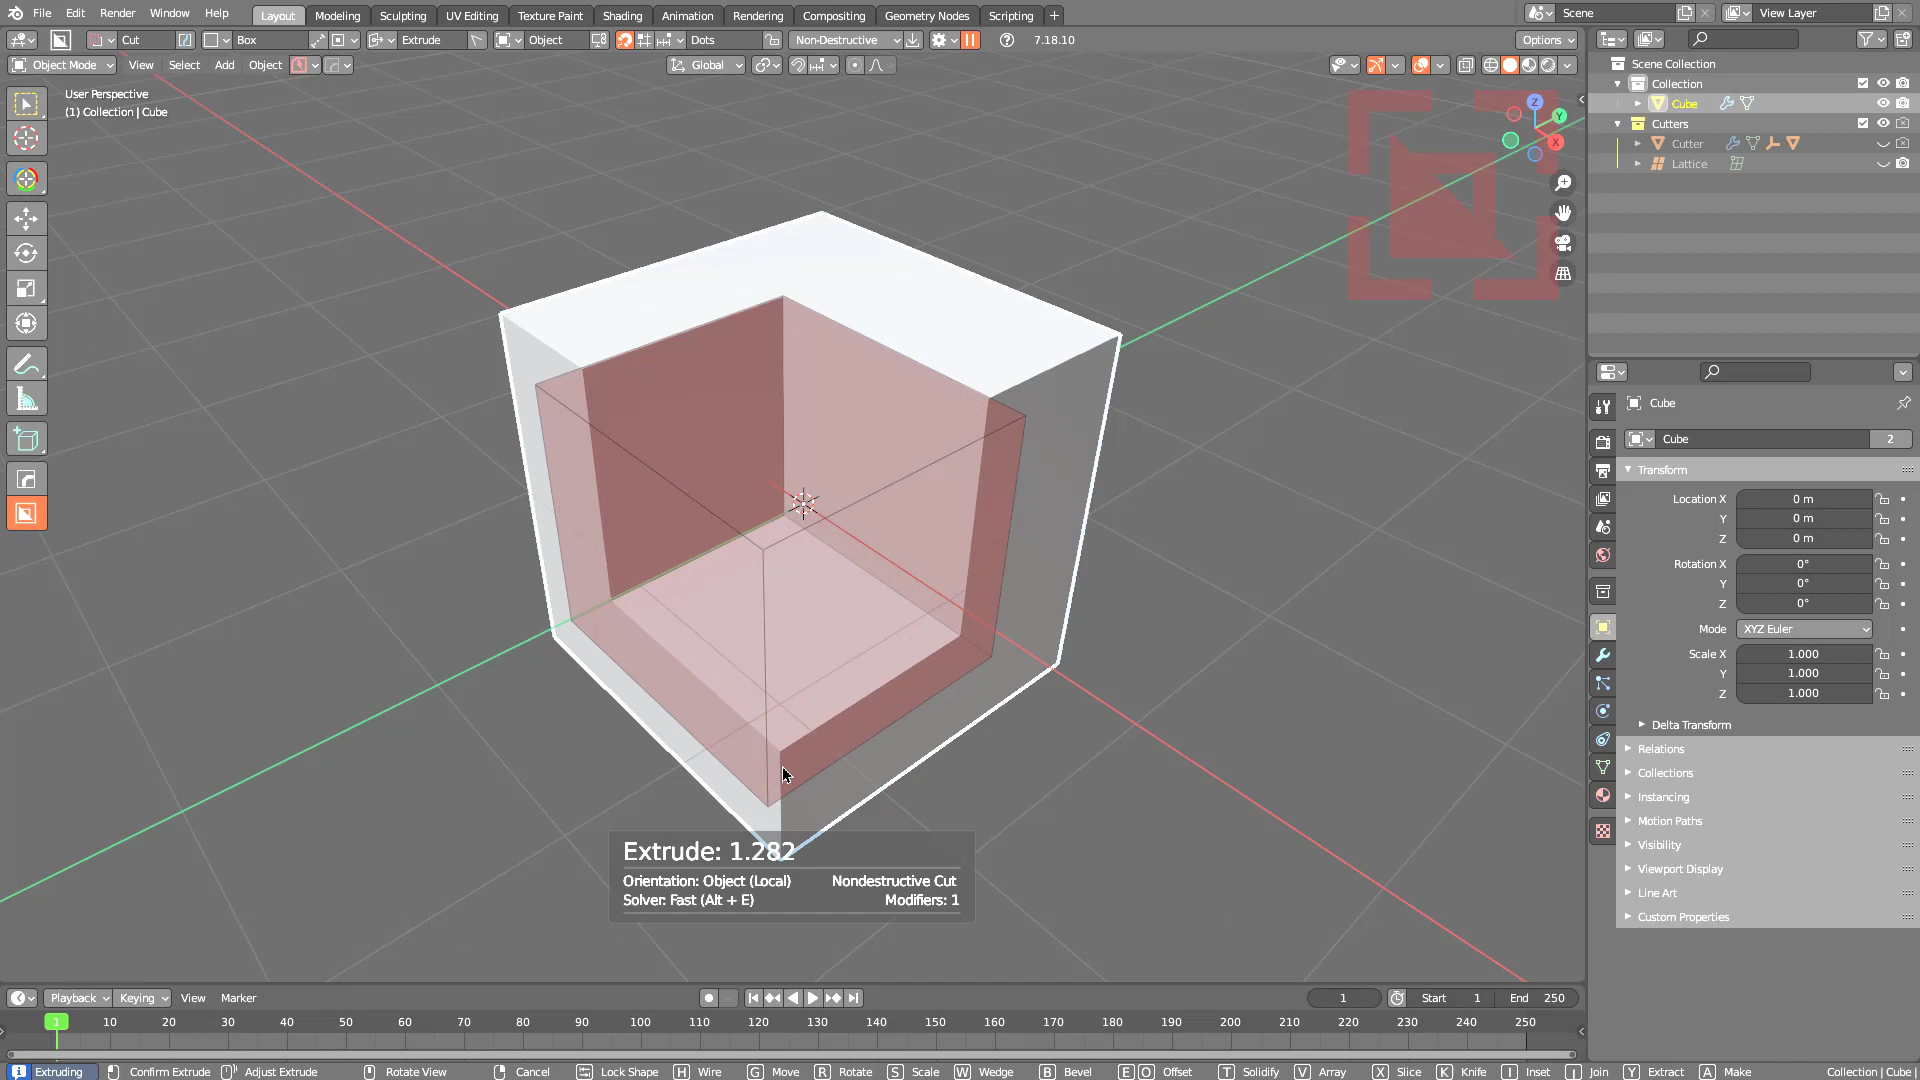 File Edit Render Window Help Layout Modeling Sculpting UV Editing Texture Paint Shading Animation Rendering Compositing Geometry Nodes Scripting + Scene View Layer
Cut Box Extrude Object Dots Non-Destructive 7.18.10 Options
Object Mode View Select Add Object Global
User Perspective
(1) Collection | Cube
Z
Y
X
Scene Collection
Collection
Cube
Cutters
Cutter
Lattice
Cube
Cube 2
Transform
Location X 0 m
Y 0 m
Z 0 m
Rotation X 0°
Y 0°
Z 0°
Mode XYZ Euler
Scale X 1.000
Y 1.000
Z 1.000
Delta Transform
Relations
Collections
Instancing
Motion Paths
Visibility
Viewport Display
Line Art
Custom Properties
Extrude: 1.282
Orientation: Object (Local) Nondestructive Cut
Solver: Fast (Alt + E) Modifiers: 1
Playback Keying View Marker 1 Start 1 End 250
1 10 20 30 40 50 60 70 80 90 100 110 120 130 140 150 160 170 180 190 200 210 220 230 240 250
Extruding Confirm Extrude Adjust Extrude Rotate View Cancel Lock Shape H Wire G Move R Rotate S Scale W Wedge B Bevel E O Offset T Solidify V Array X Slice K Knife I Inset J Join Y Extract A Make Collection | Cube |